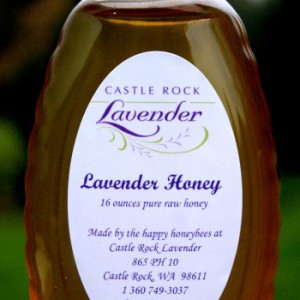 CASTLE ROCK
Lavender
Lavender Honey
16 ounces pure raw honey
Made by the happy honeybees at
Castle Rock Lavender
865 PH 10
Castle Rock, WA 98611
1 360 749-3037